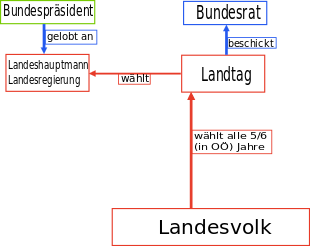 Bundespräsident
Bundesrat
gelobt an
beschickt
Landeshauptmann
Landesregierung
wählt
Landtag
wählt alle 5/6
(in OÖ) Jahre
Landesvolk